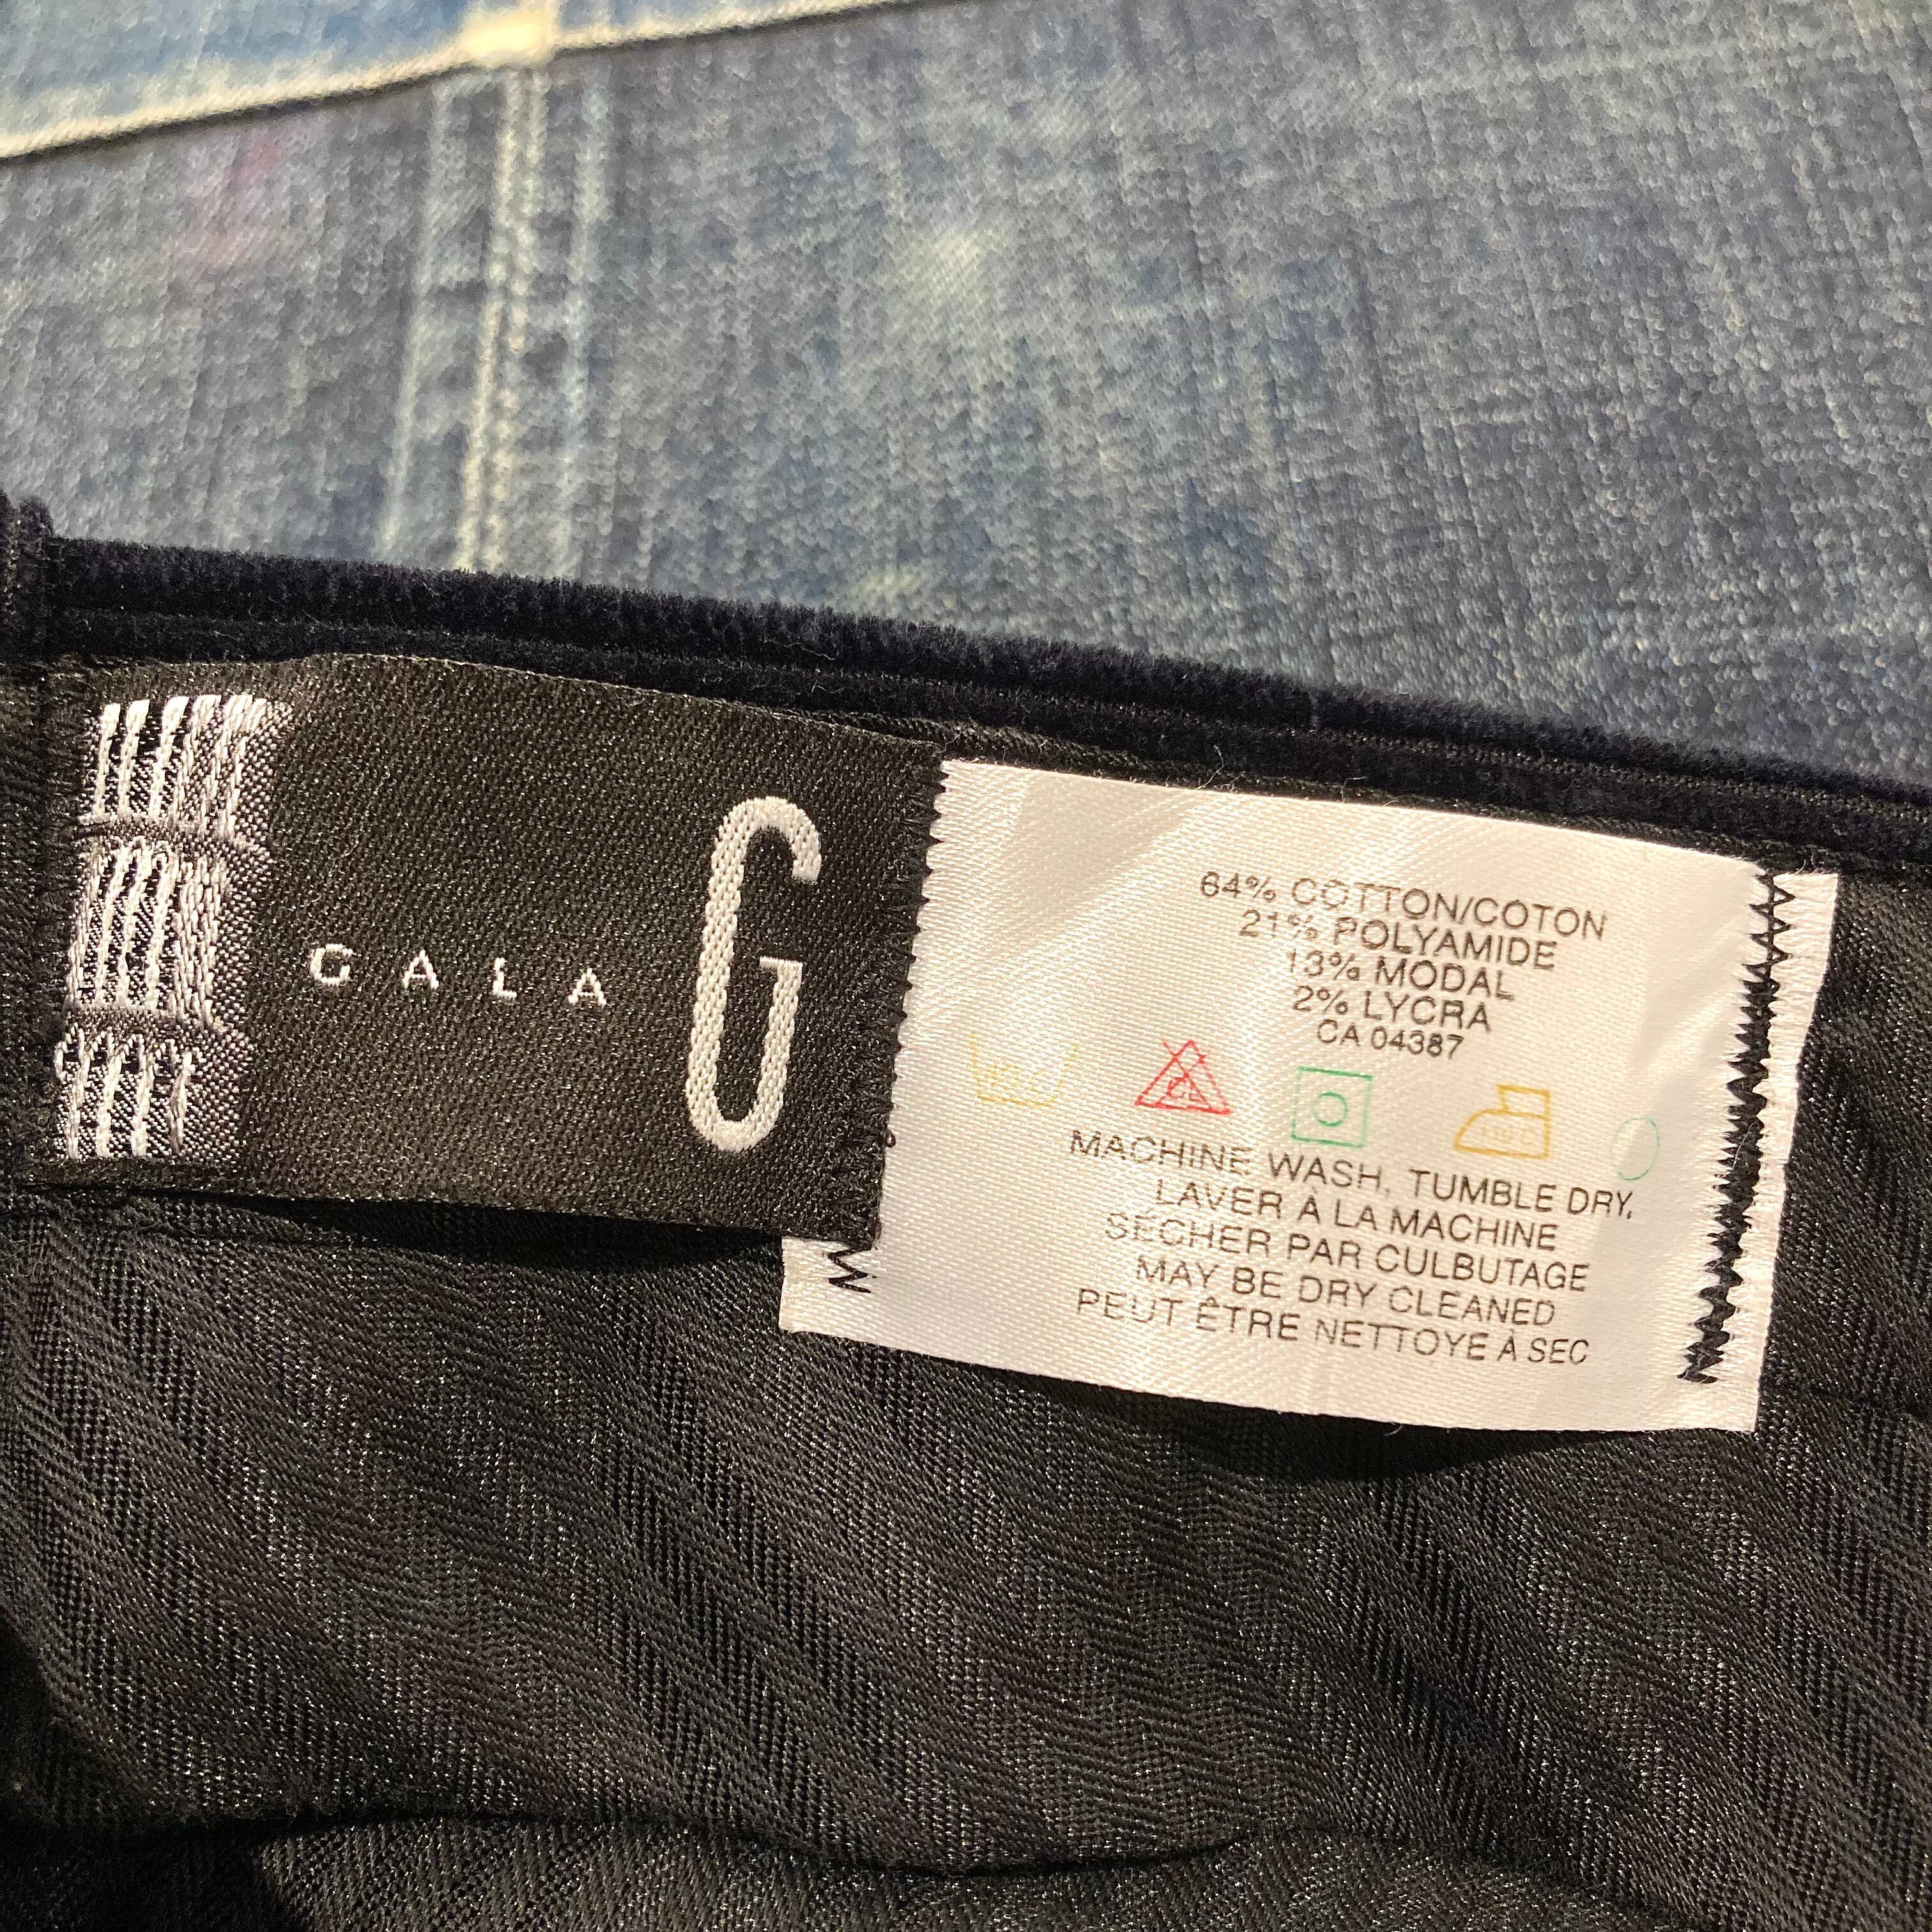 GALA
G
64% COTTON/COTON
21% POLYAMIDE
13% MODAL
2% LYCRA
CA 04387
CL
MACHINE WASH, TUMBLE DRY,
LAVER À LA MACHINE
SÉCHER PAR CULBUTAGE
MAY BE DRY CLEANED
PEUT ÊTRE NETTOYE À SEC